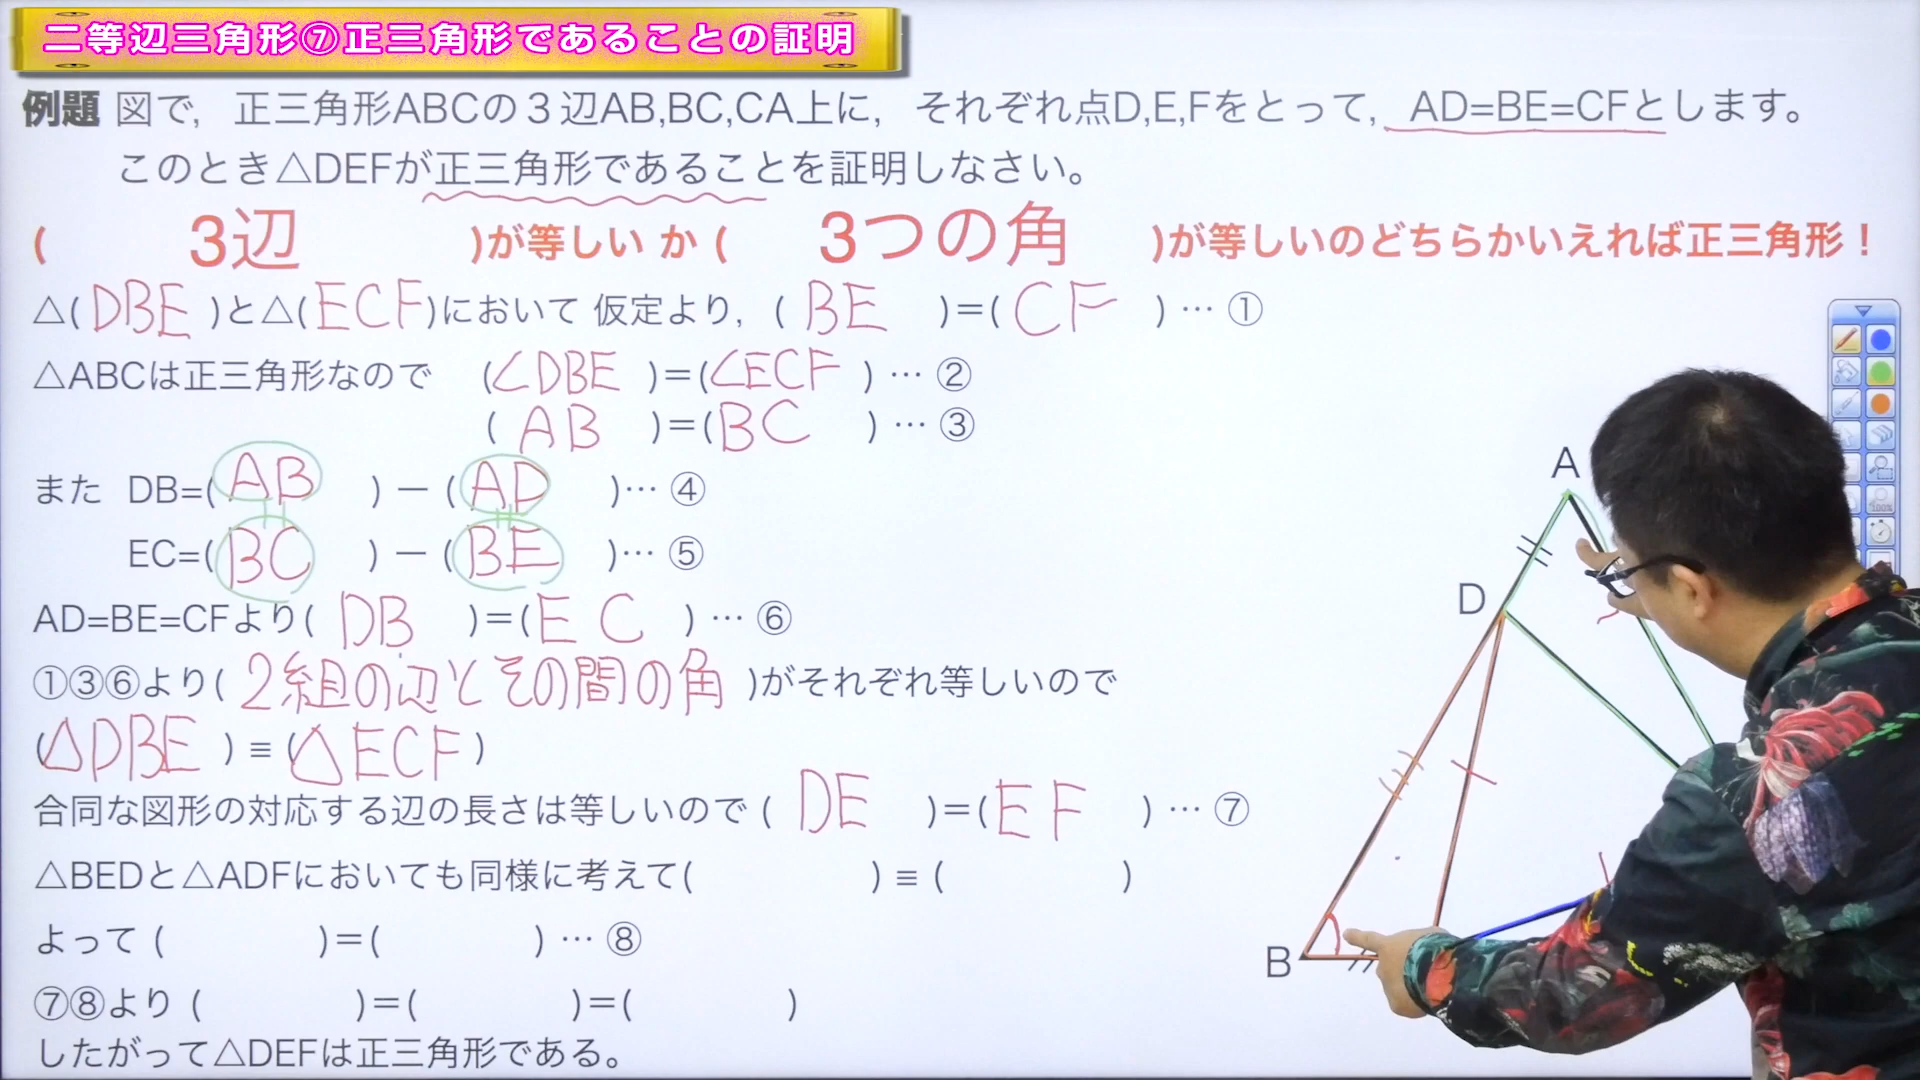 二等辺三角形⑦正三角形であることの証明
例題 図で, 正三角形ABCの３辺AB,BC,CA上に, それぞれ点D,E,Fをとって, AD=BE=CFとします。
このとき△DEFが正三角形であることを証明しなさい。
( 3辺 )が等しい か ( 3つの角 )が等しいのどちらかいえれば正三角形！
△( DBE )と△( ECF )において 仮定より, ( BE )＝( CF ) … ①
△ABCは正三角形なので ( ∠DBE )＝( ∠ECF ) … ②
( AB )＝( BC ) … ③
また DB=( AB ) － ( AD )… ④
EC=( BC ) － ( BE )… ⑤
AD=BE=CFより( DB )＝( EC ) … ⑥
①③⑥より( 2組の辺とその間の角 )がそれぞれ等しいので
( △DBE ) ≡ ( △ECF )
合同な図形の対応する辺の長さは等しいので ( DE )＝( EF ) … ⑦
△BEDと△ADFにおいても同様に考えて( ) ≡ ( )
よって ( )＝( ) … ⑧
⑦⑧より ( )＝( )＝( )
したがって△DEFは正三角形である。
A
D
B
100%